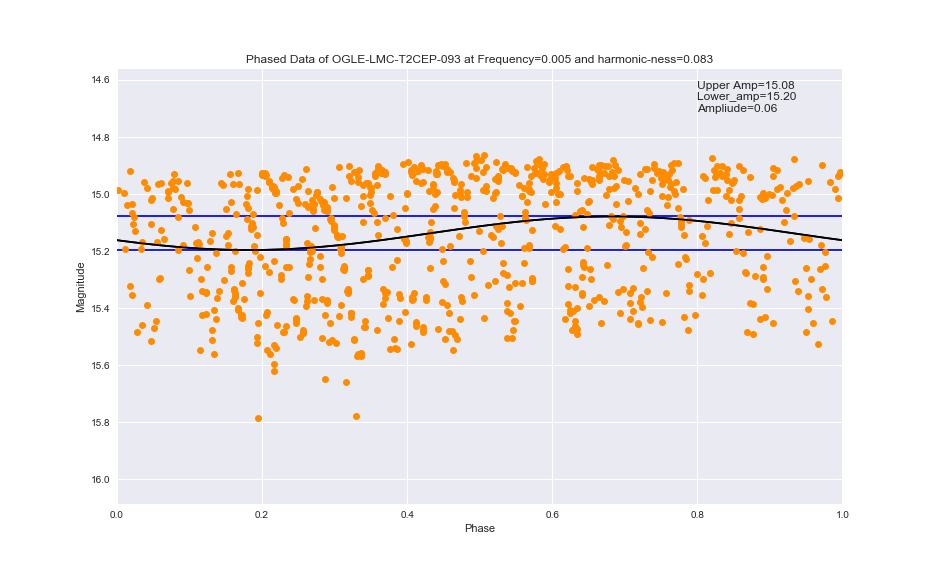 Phased Data of OGLE-LMC-T2CEP-093 at Frequency=0.005 and harmonic-ness=0.083
Upper Amp=15.08
Lower_amp=15.20
Ampliude=0.06
14.6
14.8
15.0
15.2
15.4
15.6
15.8
16.0
Magnitude
0.0
0.2
0.4
0.6
0.8
1.0
Phase